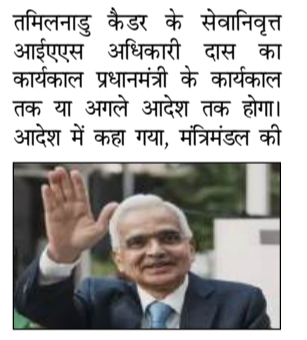 तमिलनाडु कैडर के सेवानिवृत्त
आईएएस अधिकारी दास का
कार्यकाल प्रधानमंत्री के कार्यकाल
तक या अगले आदेश तक होगा।
आदेश में कहा गया, मंत्रिमंडल की